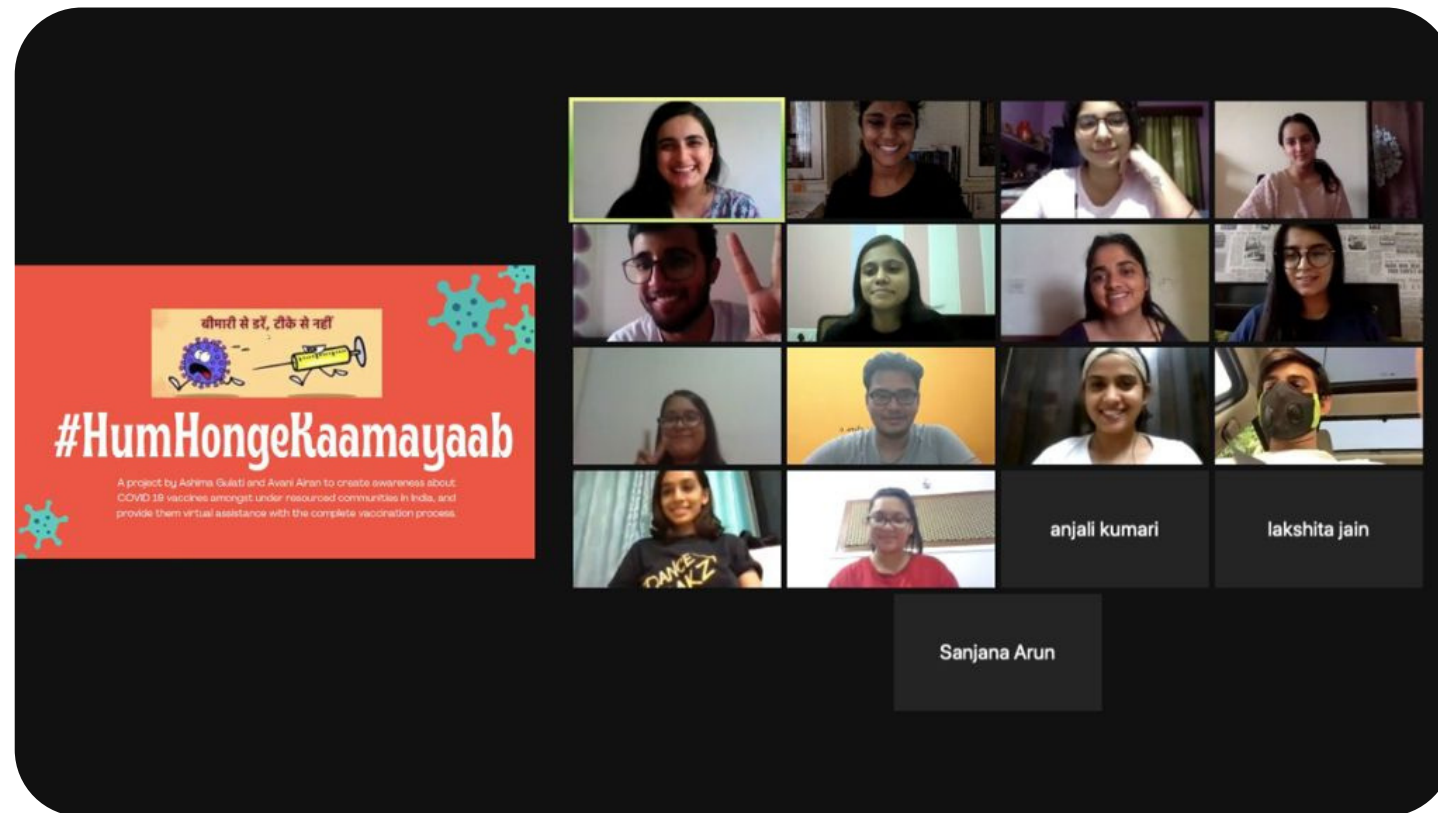 बीमारी से डरें, टीके से नहीं
#HumHongeKaamayaab
A project by Ashima Gulati and Avani Airan to create awareness about
COVID 19 vaccines amongst under resourced communities in India, and
provide them virtual assistance with the complete vaccination process.
DANCE
anjali kumari
lakshita jain
Sanjana Arun